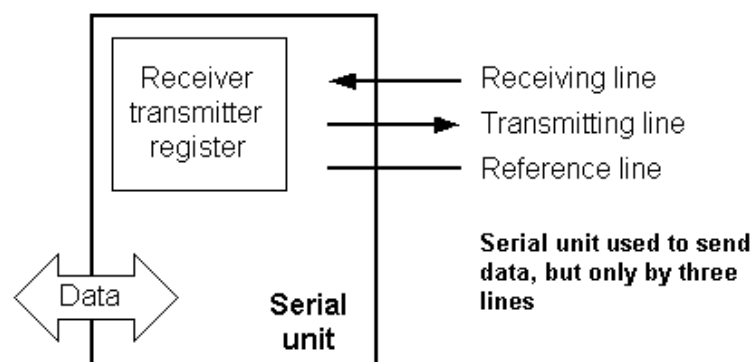 Receiver
transmitter
register
Receiving line
Transmitting line
Reference line
Serial unit used to send
data, but only by three
lines
Data
Serial
unit